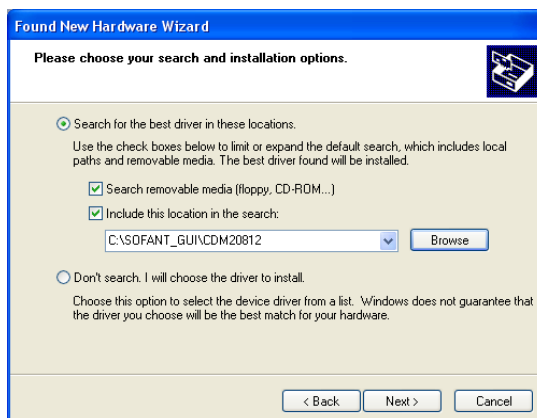 Found New Hardware Wizard
Please choose your search and installation options.
Search for the best driver in these locations.
Use the check boxes below to limit or expand the default search, which includes local
paths and removable media. The best driver found will be installed.
Search removable media (floppy, CD-ROM...)
Include this location in the search:
C:\SOFANT_GUI\CDM20812
Browse
Don't search. I will choose the driver to install.
Choose this option to select the device driver from a list. Windows does not guarantee that
the driver you choose will be the best match for your hardware.
< Back
Next >
Cancel